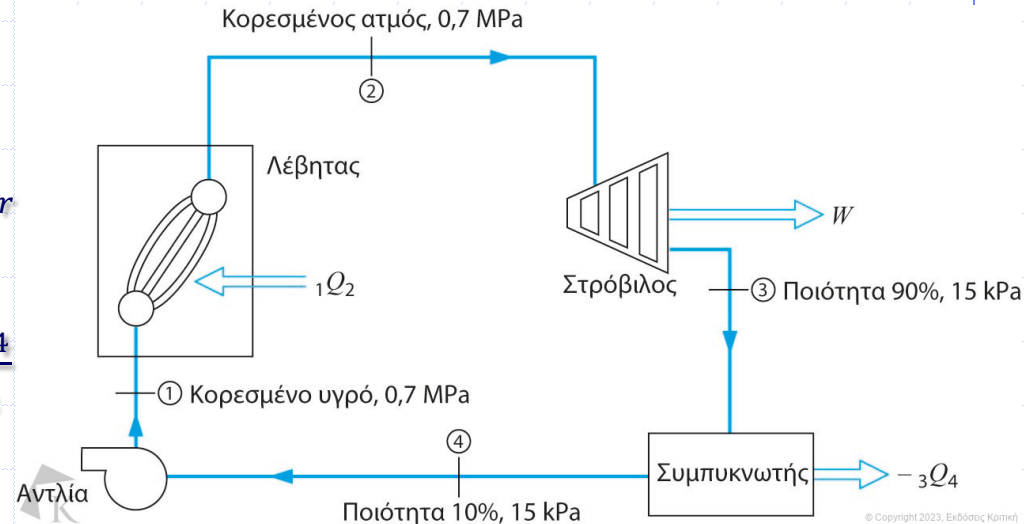 Κορεσμένος ατμός, 0,7 MPa
2
Λέβητας
r
W
1Q2
Στρόβιλος
3 Ποιότητα 90%, 15 kPa
4
1 Κορεσμένο υγρό, 0,7 MPa
4
Συμπυκνωτής
− 3Q4
Αντλία
K
Ποιότητα 10%, 15 kPa
© Copyright 2023, Εκδόσεις Κριτική